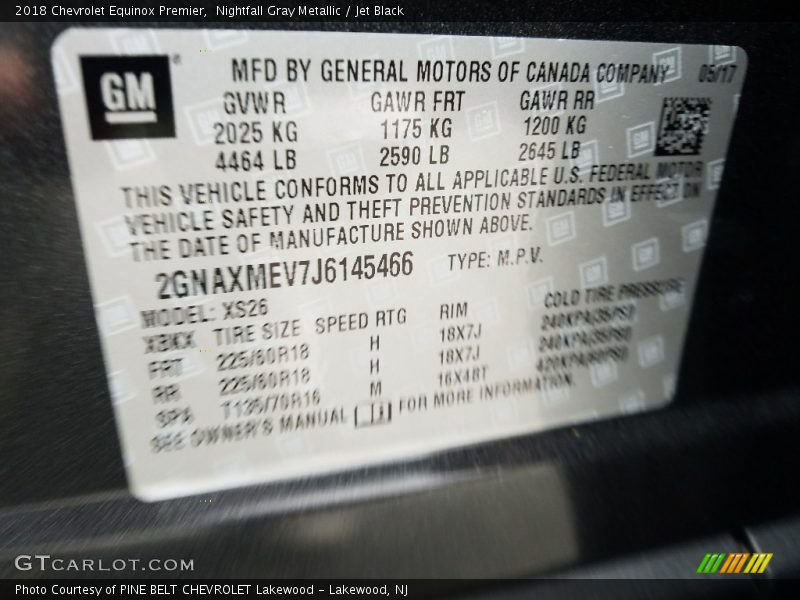 2018 Chevrolet Equinox Premier, Nightfall Gray Metallic / Jet Black
GM
MFD BY GENERAL MOTORS OF CANADA COMPANY 05/17
GVWR GAWR FRT GAWR RR
2025 KG 1175 KG 1200 KG
4464 LB 2590 LB 2645 LB
THIS VEHICLE CONFORMS TO ALL APPLICABLE U.S. FEDERAL MOTOR
VEHICLE SAFETY AND THEFT PREVENTION STANDARDS IN EFFECT ON
THE DATE OF MANUFACTURE SHOWN ABOVE.
2GNAXMEV7J6145466 TYPE: M.P.V.
MODEL: XS26
TIRE SIZE SPEED RTG RIM COLD TIRE PRESSURE
FRT 225/60R18 H 18X7J 240KPA(35PSI)
RR 225/60R18 H 18X7J 240KPA(35PSI)
SPA T135/70R16 M 16X4BT 420KPA(60PSI)
SEE OWNER'S MANUAL FOR MORE INFORMATION.
GTCARLOT.COM
Photo Courtesy of PINE BELT CHEVROLET Lakewood - Lakewood, NJ